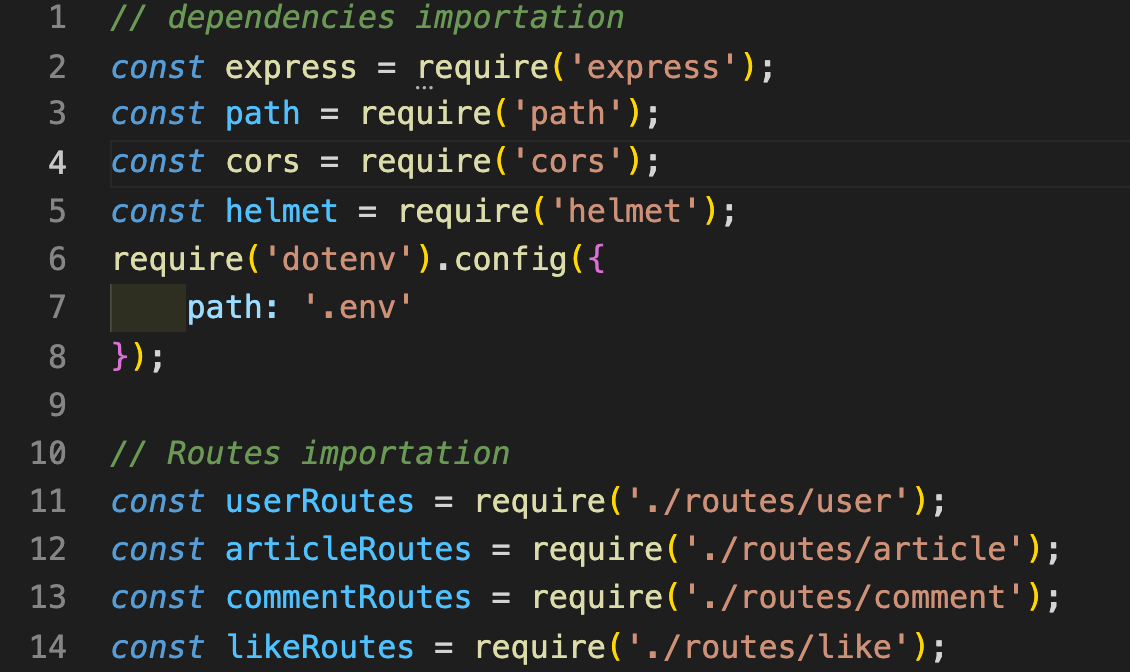 1 // dependencies importation
2 const express = require('express');
3 const path = require('path');
4 const cors = require('cors');
5 const helmet = require('helmet');
6 require('dotenv').config({
7     path: '.env'
8 });
9
10 // Routes importation
11 const userRoutes = require('./routes/user');
12 const articleRoutes = require('./routes/article');
13 const commentRoutes = require('./routes/comment');
14 const likeRoutes = require('./routes/like');